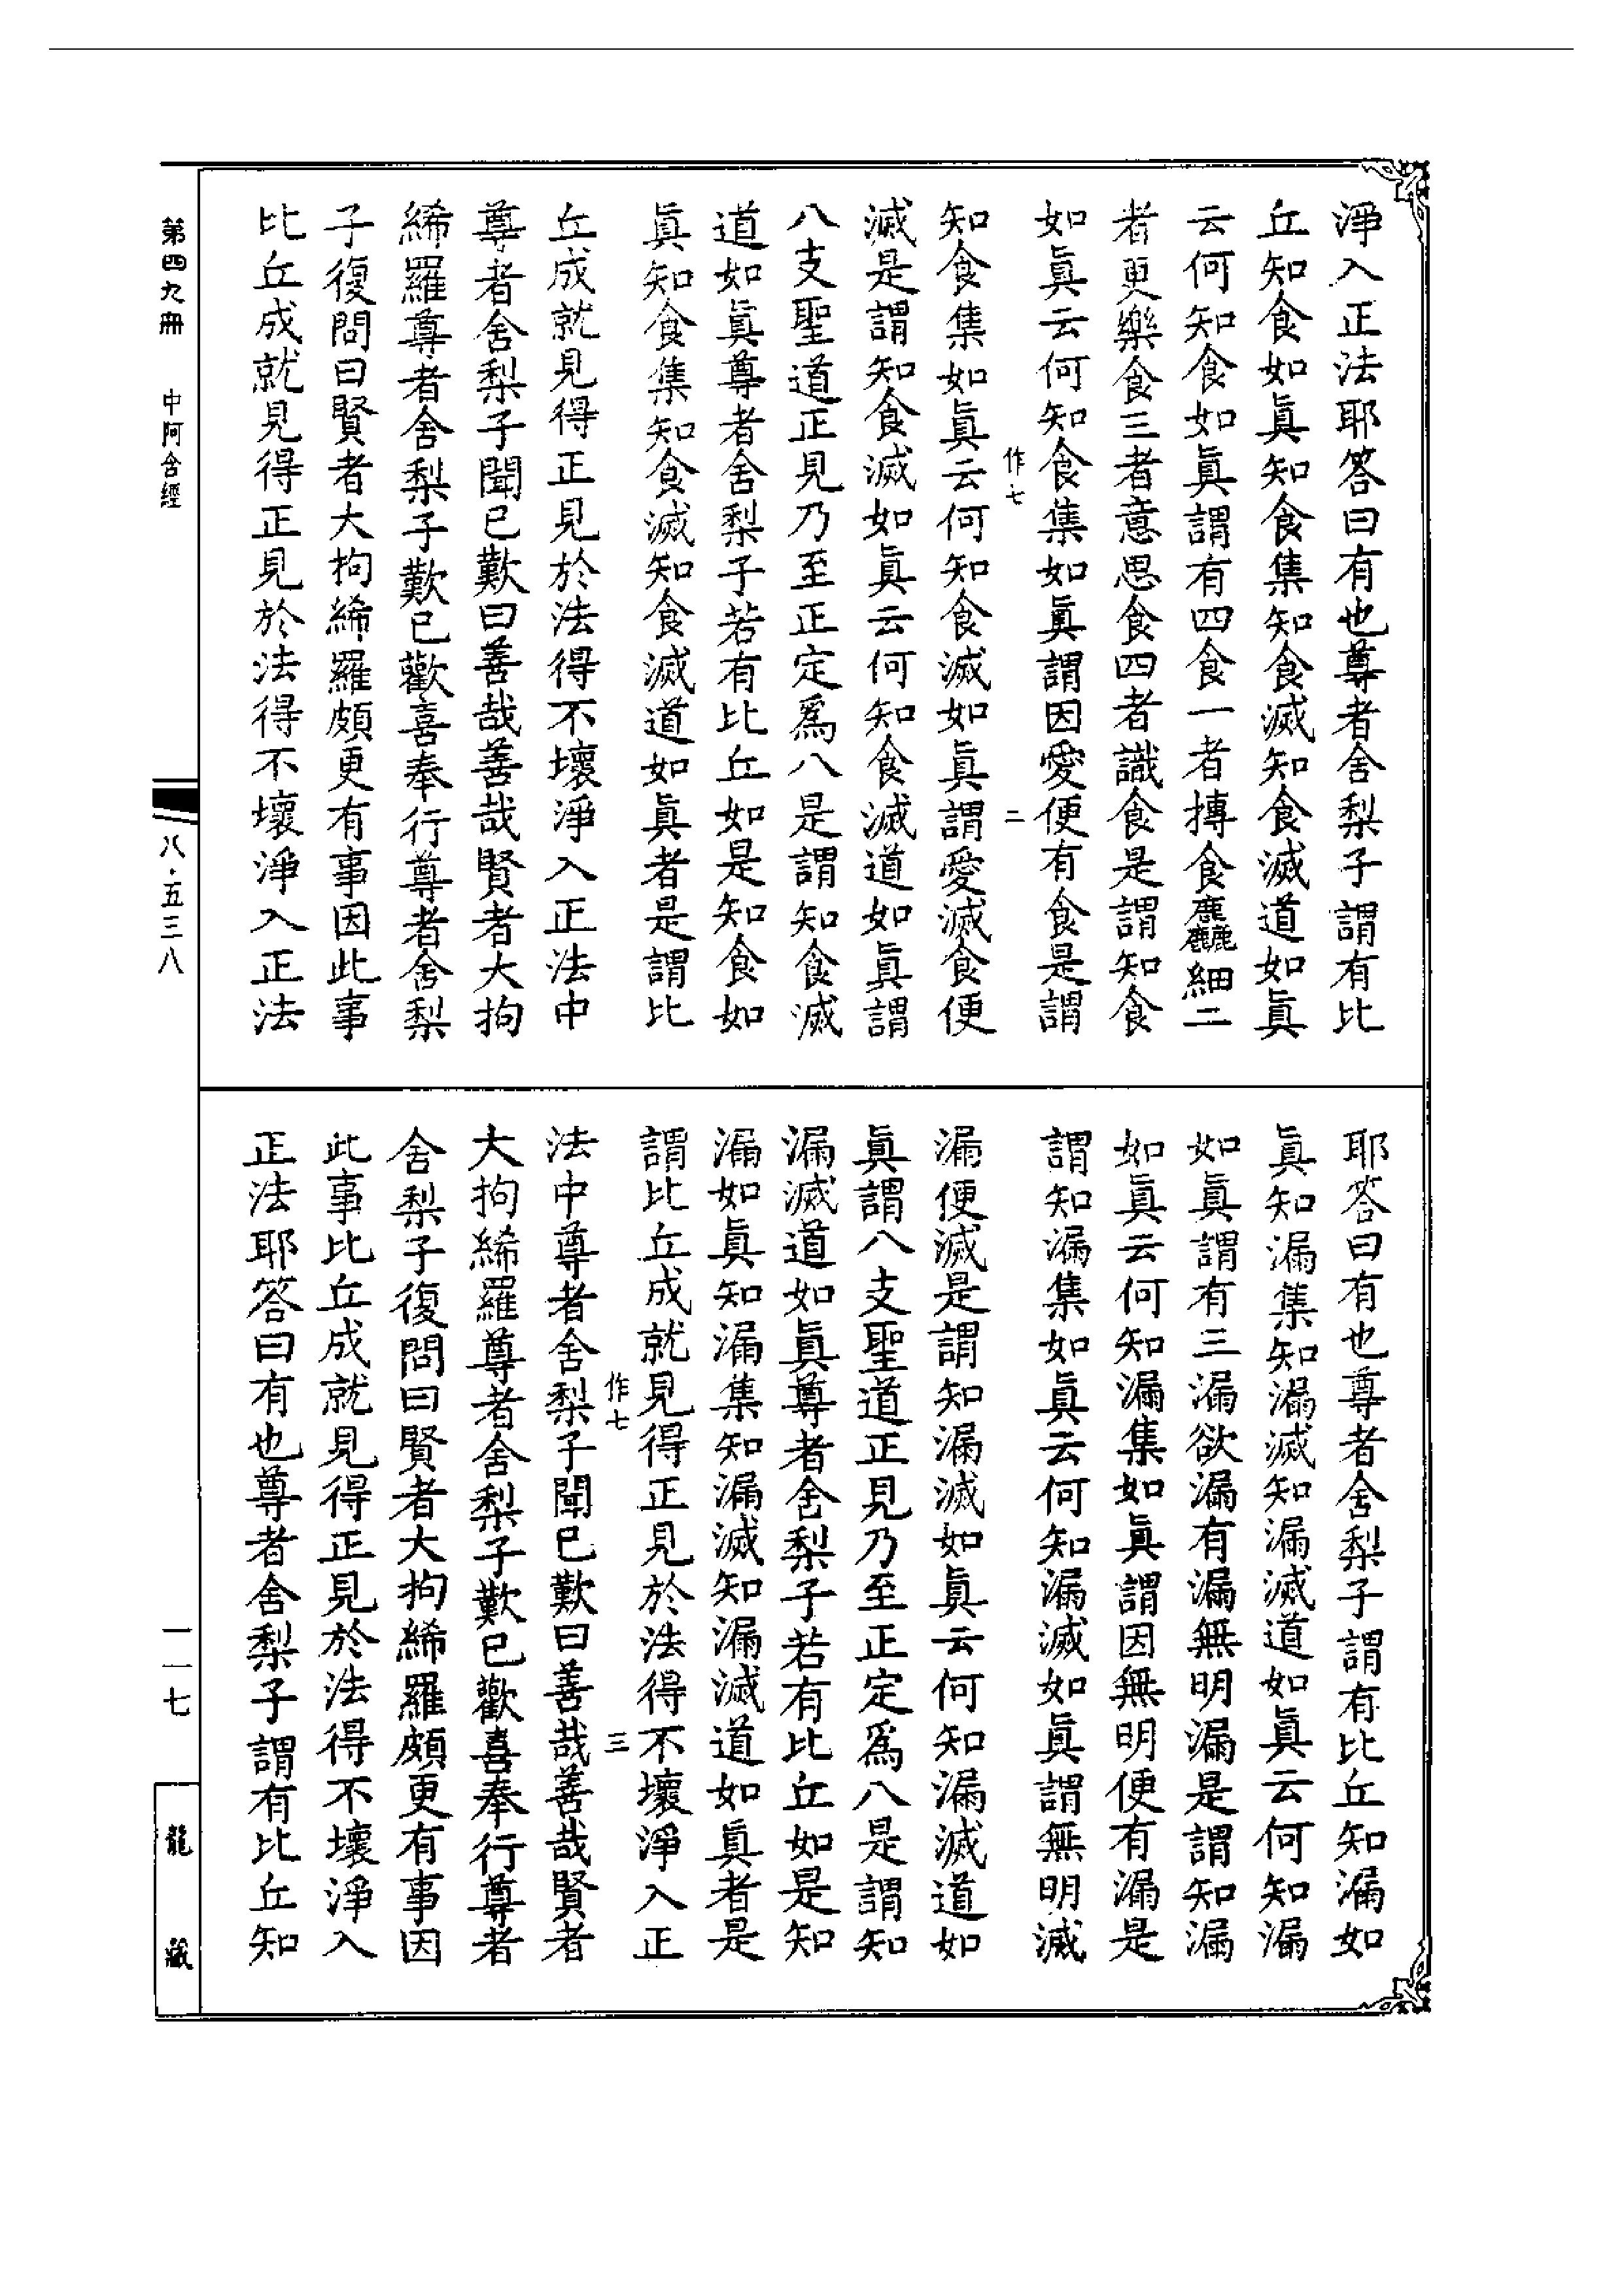 淨入正法耶答曰有也尊者舍梨子謂有比
丘知食如眞知食集知食滅知食滅道如眞
云何知食如眞謂有四食一者摶食麤細二
者更樂食三者意思食四者識食是謂知食
如眞云何知食集如眞謂因愛便有食是謂
作七 二
知食集如眞云何知食滅如眞謂愛滅食便
滅是謂知食滅如眞云何知食滅道如眞謂
八支聖道正見乃至正定爲八是謂知食滅
道如眞尊者舍梨子若有比丘如是知食如
眞知食集知食滅知食滅道如眞者是謂比
丘成就見得正見於法得不壞淨入正法中
尊者舍梨子聞已歎曰善哉善哉賢者大拘
絺羅尊者舍梨子歎已歡喜奉行尊者舍梨
子復問曰賢者大拘絺羅頗更有事因此事
比丘成就見得正見於法得不壞淨入正法
耶答曰有也尊者舍梨子謂有比丘知漏如
眞知漏集知漏滅知漏滅道如眞云何知漏
如眞謂有三漏欲漏有漏無明漏是謂知漏
如眞云何知漏集如眞謂因無明便有漏是
謂知漏集如眞云何知漏滅如眞謂無明滅
漏便滅是謂知漏滅如眞云何知漏滅道如
眞謂八支聖道正見乃至正定爲八是謂知
漏滅道如眞尊者舍梨子若有比丘如是知
漏如眞知漏集知漏滅知漏滅道如眞者是
謂比丘成就見得正見於法得不壞淨入正
作七 三
法中尊者舍梨子聞已歎曰善哉善哉賢者
大拘絺羅尊者舍梨子歎已歡喜奉行尊者
舍梨子復問曰賢者大拘絺羅頗更有事因
此事比丘成就見得正見於法得不壞淨入
正法耶答曰有也尊者舍梨子謂有比丘知
第四九册 中阿含經
八·五三八
一一七
龍藏